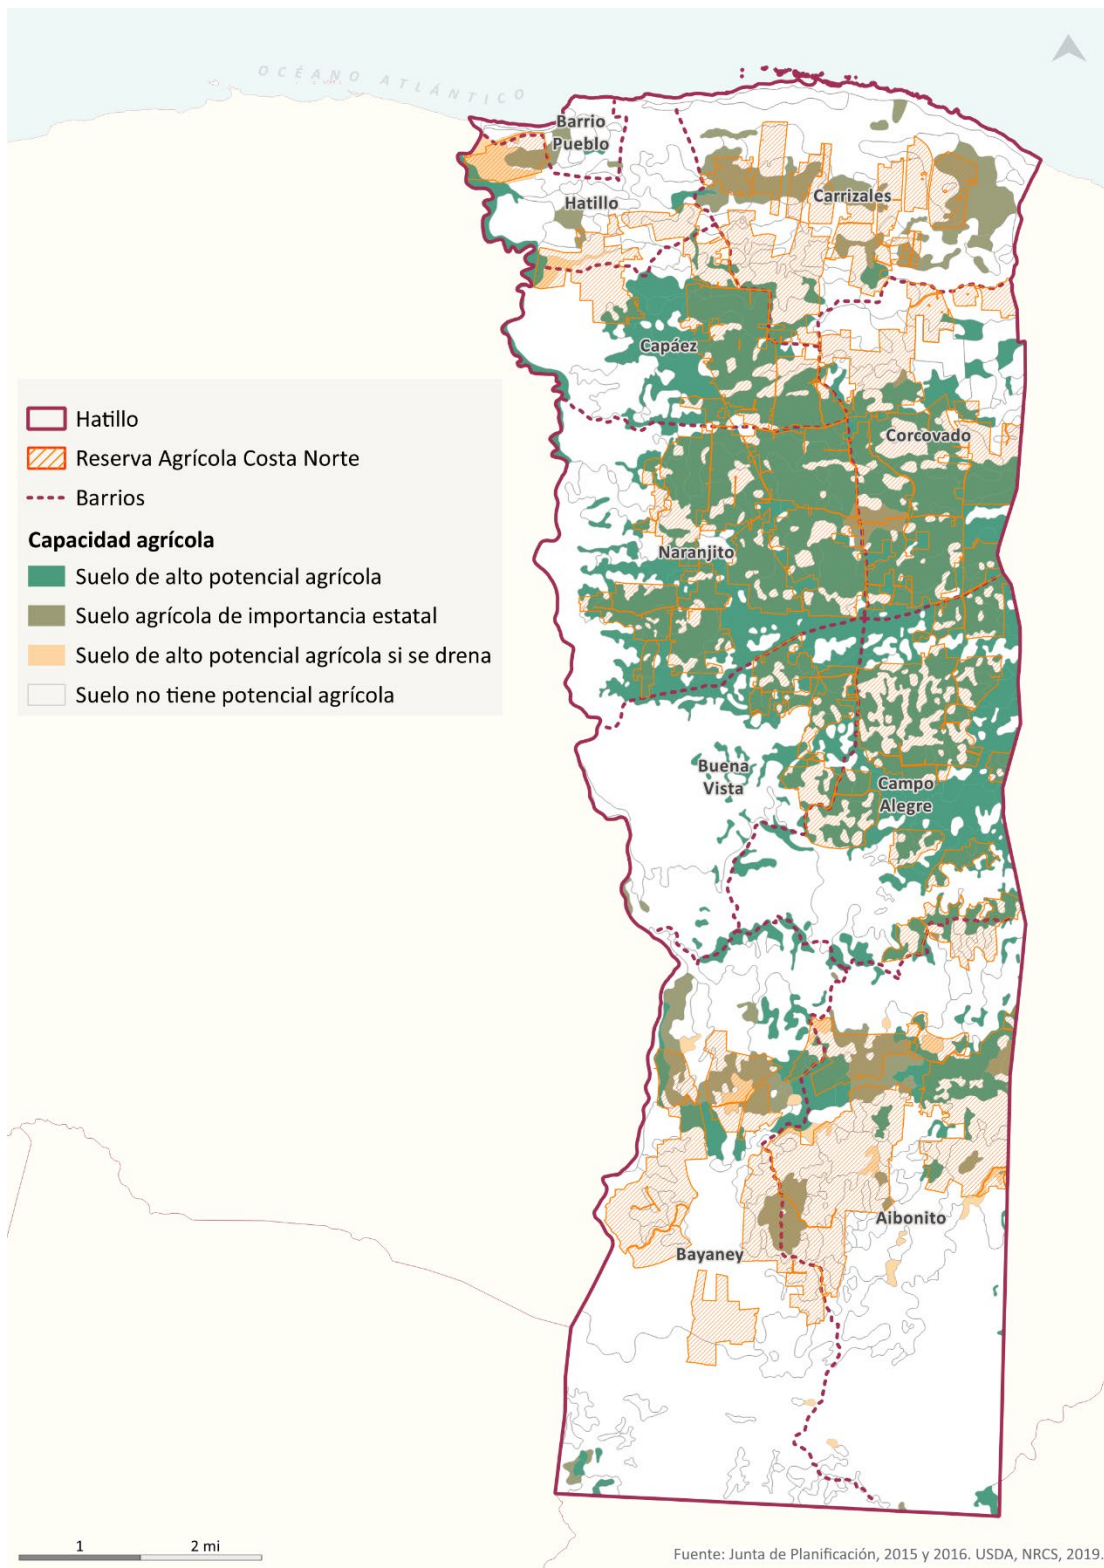 OCÉANO ATLÁNTICO
Barrio
Pueblo
Hatillo
Carrizales
Capáez
Hatillo
Reserva Agrícola Costa Norte
Barrios
Capacidad agrícola
Suelo de alto potencial agrícola
Suelo agrícola de importancia estatal
Suelo de alto potencial agrícola si se drena
Suelo no tiene potencial agrícola
Corcovado
Naranjito
Buena
Vista
Campo
Alegre
Aibonito
Bayaney
1 2 mi
Fuente: Junta de Planificación, 2015 y 2016. USDA, NRCS, 2019.